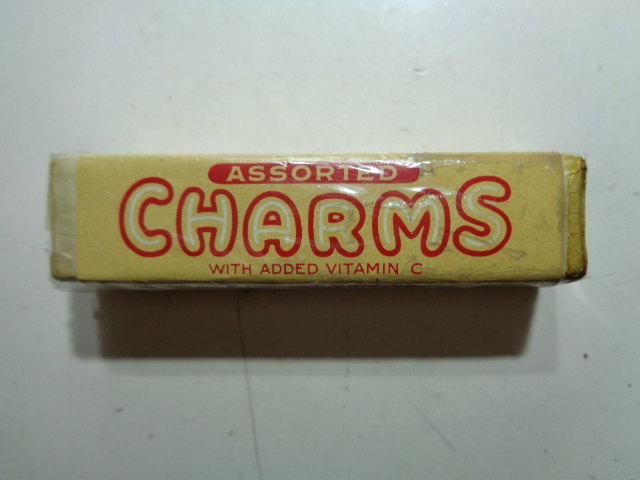 ASSORTED
CHARMS
WITH ADDED VITAMIN C